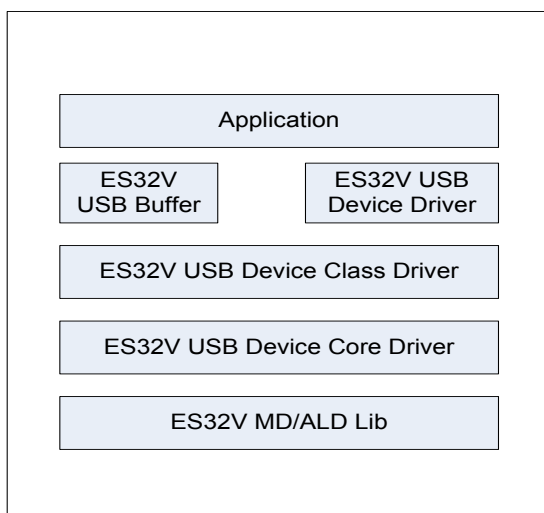 Application
ES32V
USB Buffer
ES32V USB
Device Driver
ES32V USB Device Class Driver
ES32V USB Device Core Driver
ES32V MD/ALD Lib